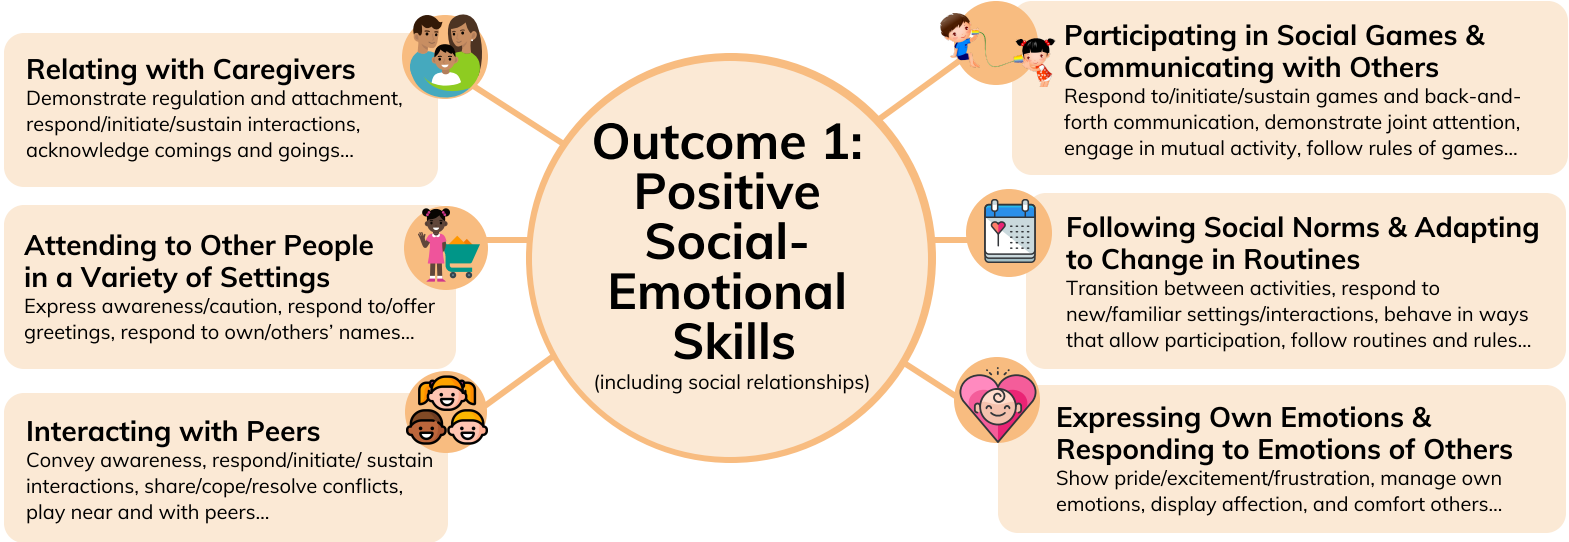 Relating with Caregivers
Demonstrate regulation and attachment,
respond/initiate/sustain interactions,
acknowledge comings and goings...
Attending to Other People
in a Variety of Settings
Express awareness/caution, respond to/offer
greetings, respond to own/others’ names...
Interacting with Peers
Convey awareness, respond/initiate/ sustain
interactions, share/cope/resolve conflicts,
play near and with peers...
Outcome 1:
Positive
Social-
Emotional
Skills
(including social relationships)
Participating in Social Games &
Communicating with Others
Respond to/initiate/sustain games and back-and-
forth communication, demonstrate joint attention,
engage in mutual activity, follow rules of games...
Following Social Norms & Adapting
to Change in Routines
Transition between activities, respond to
new/familiar settings/interactions, behave in ways
that allow participation, follow routines and rules...
Expressing Own Emotions &
Responding to Emotions of Others
Show pride/excitement/frustration, manage own
emotions, display affection, and comfort others...